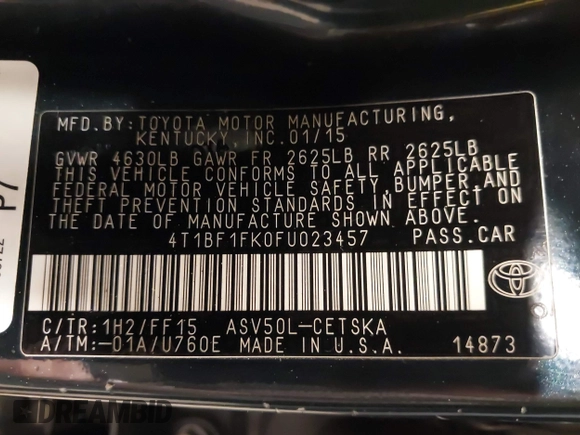 MFD.BY:TOYOTA MOTOR MANUFACTURING,
KENTUCKY, INC.01/15
GVWR 4630LB GAWR FR 2625LB RR 2625LB
THIS VEHICLE CONFORMS TO ALL APPLICABLE
FEDERAL MOTOR VEHICLE SAFETY,BUMPER,AND
THEFT PREVENTION STANDARDS IN EFFECT ON
THE DATE OF MANUFACTURE SHOWN ABOVE.
4T1BF1FK0FU023457 PASS.CAR
TOYOTA
C/TR:1H2/FF15 ASV50L-CETSKA
A/TM:-01A/U760E MADE IN U.S.A. 14873
P7
DREAMBID